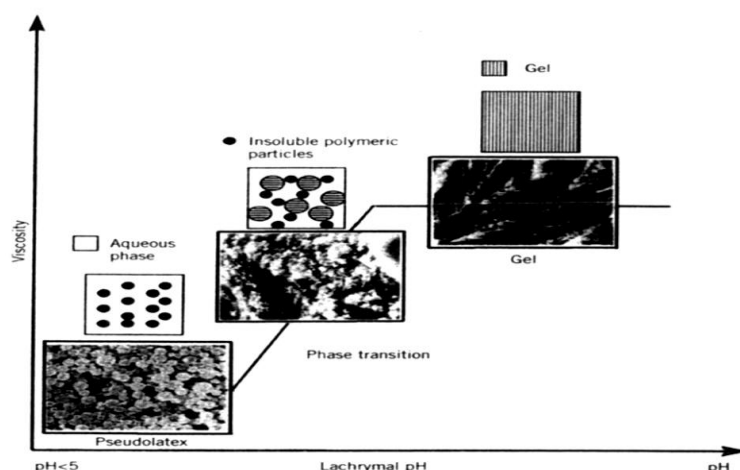 Gel
Insoluble polymeric
particles
Aqueous
phase
Viscosity
Gel
Phase transition
Pseudolatex
pH<5
Lachrymal pH
pH